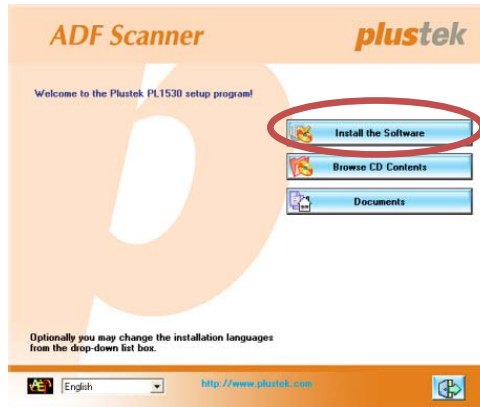 ADF Scanner
plustek
Welcome to the Plustek PL1530 setup program!
Install the Software
Browse CD Contents
Documents
Optionally you may change the installation languages
from the drop-down list box.
English
http://www.plustek.com